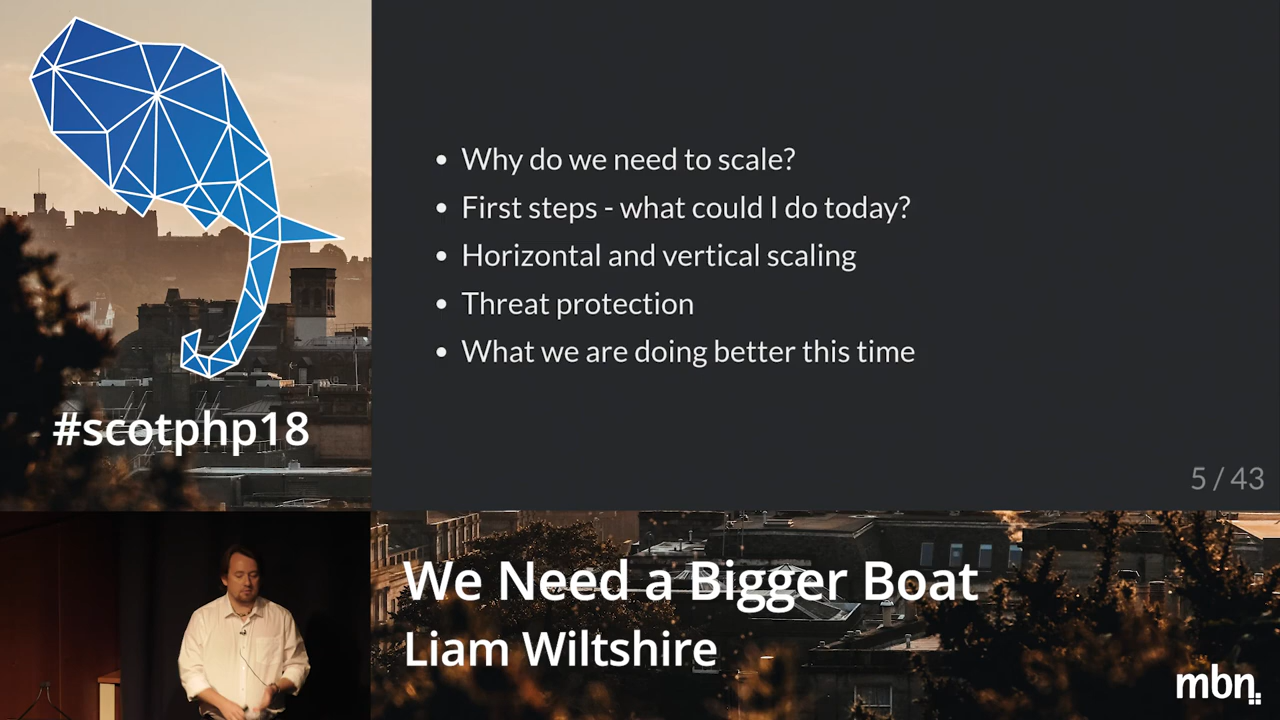 Why do we need to scale?
First steps - what could I do today?
Horizontal and vertical scaling
Threat protection
What we are doing better this time
5 / 43
#scotphp18
We Need a Bigger Boat
Liam Wiltshire
mbn